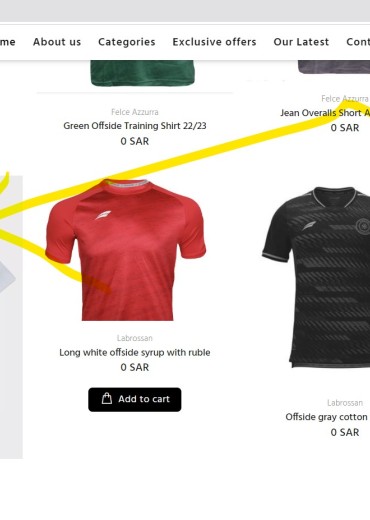 me About us Categories Exclusive offers Our Latest Cont
Felce Azzurra
Green Offside Training Shirt 22/23
0 SAR
Felce Azzurra
Jean Overalls Short A
0 SAR
Labrossan
Long white offside syrup with ruble
0 SAR
Add to cart
Labrossan
Offside gray cotton
0 SAR